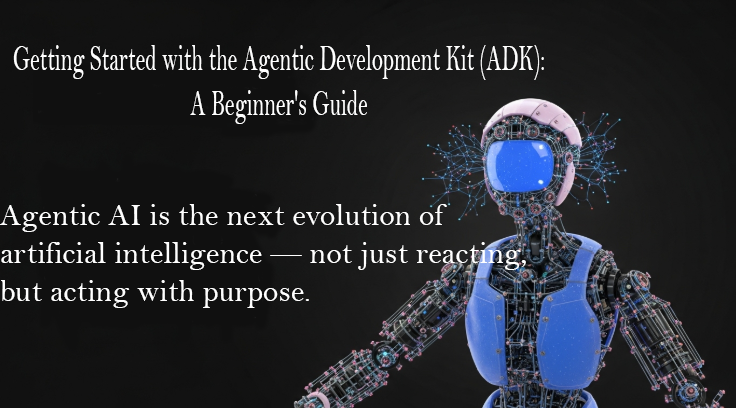 Getting Started with the Agentic Development Kit (ADK):
A Beginner's Guide
Agentic AI is the next evolution of
artificial intelligence — not just reacting,
but acting with purpose.